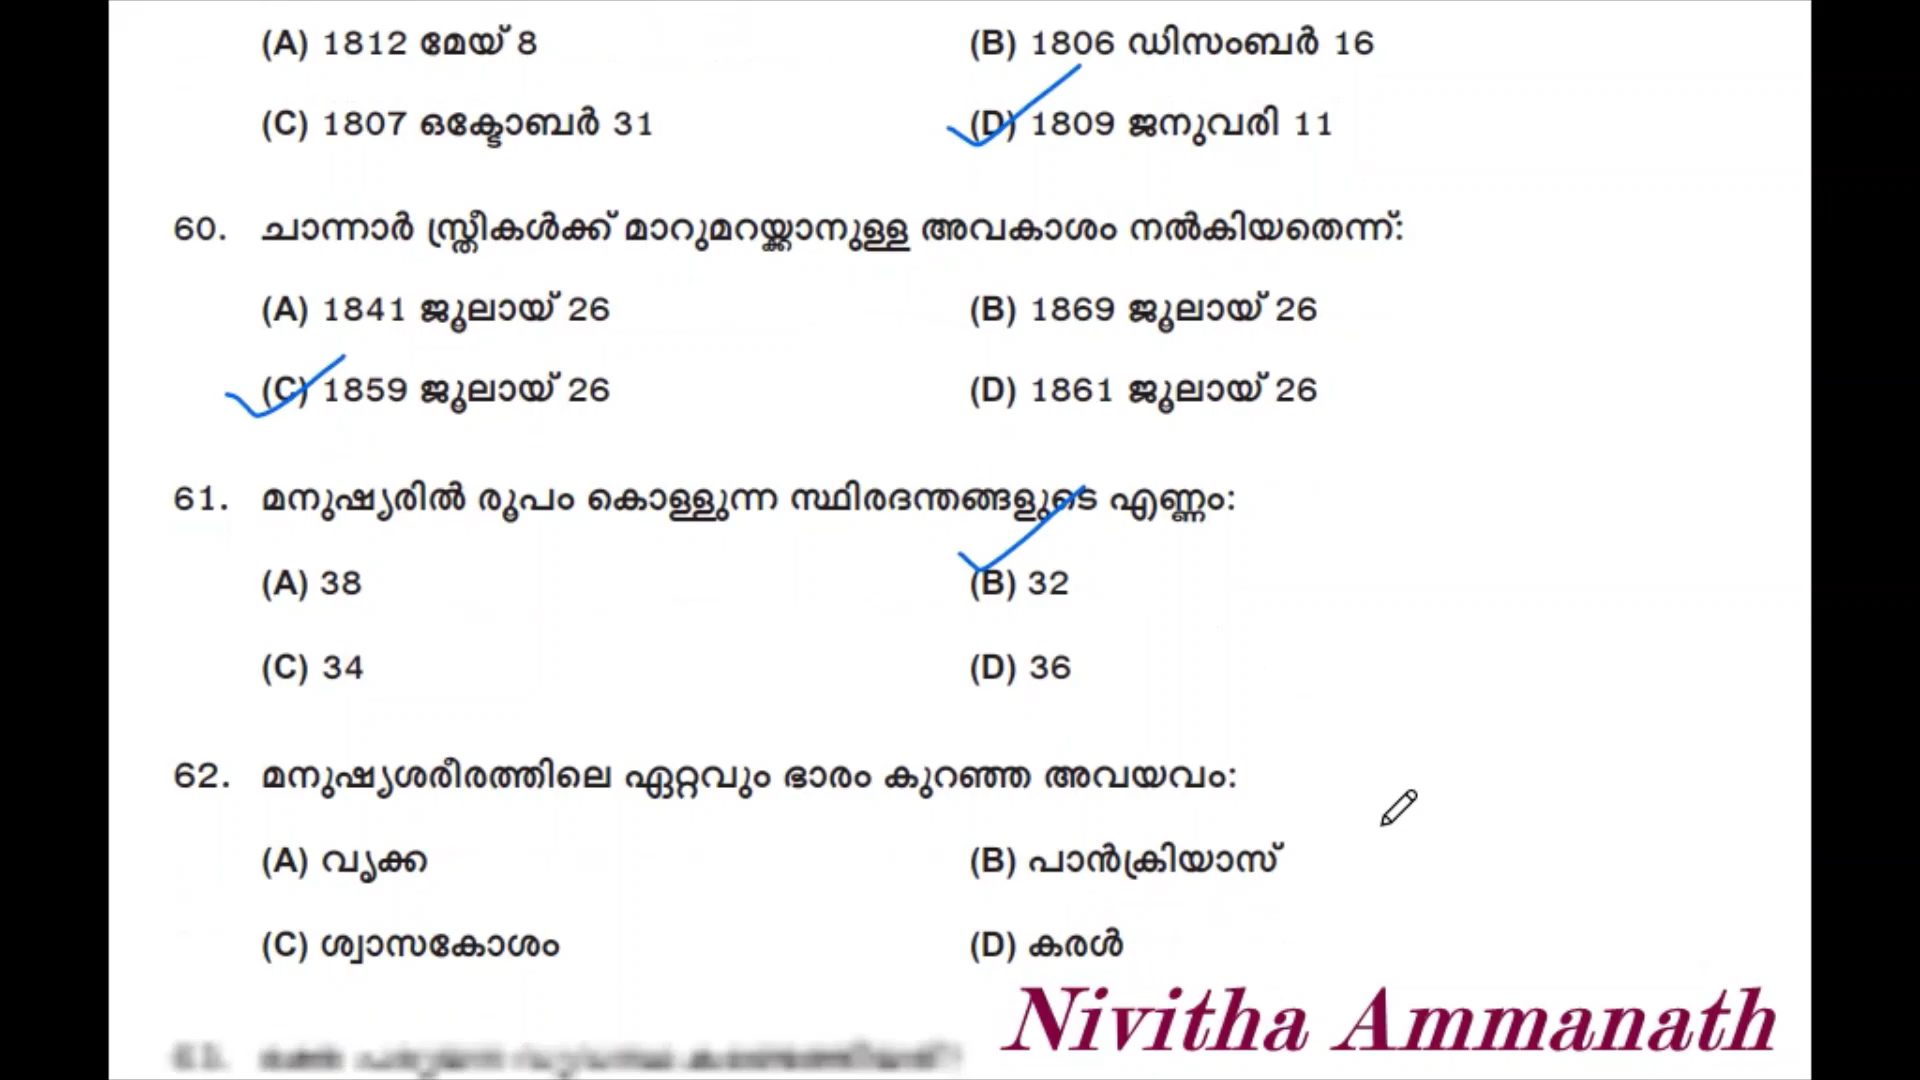 (A) 1812 മേയ് 8 (B) 1806 ഡിസംബർ 16
(C) 1807 ഒക്ടോബർ 31 (D) 1809 ജനുവരി 11
60. ചാന്നാർ സ്ത്രീകൾക്ക് മാറുമറയ്ക്കാനുള്ള അവകാശം നൽകിയതെന്ന്:
(A) 1841 ജൂലായ് 26 (B) 1869 ജൂലായ് 26
(C) 1859 ജൂലായ് 26 (D) 1861 ജൂലായ് 26
61. മനുഷ്യരിൽ രൂപം കൊള്ളുന്ന സ്ഥിരദന്തങ്ങളുടെ എണ്ണം:
(A) 38 (B) 32
(C) 34 (D) 36
62. മനുഷ്യശരീരത്തിലെ ഏറ്റവും ഭാരം കുറഞ്ഞ അവയവം:
(A) വൃക്ക (B) പാൻക്രിയാസ്
(C) ശ്വാസകോശം (D) കരൾ
Nivitha Ammanath